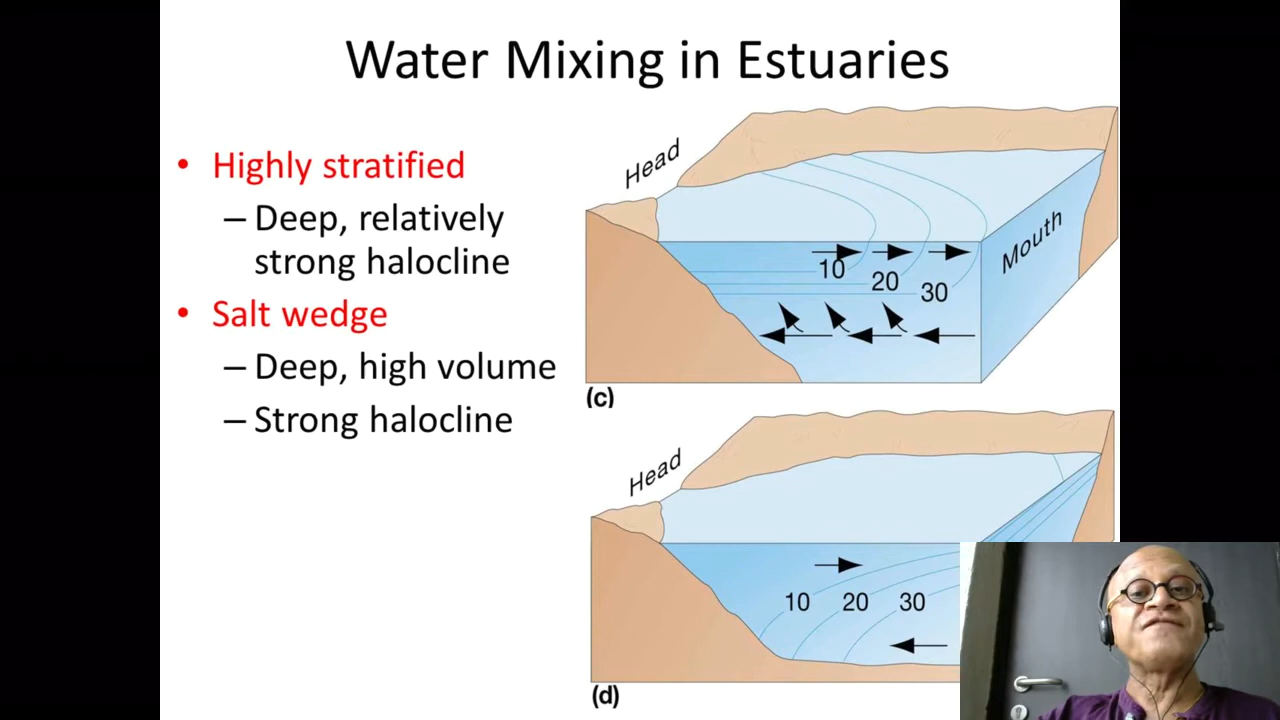 Water Mixing in Estuaries
• Highly stratified
– Deep, relatively
strong halocline
• Salt wedge
– Deep, high volume
– Strong halocline
Head
Mouth
10
20
30
(c)
Head
10 20 30
(d)